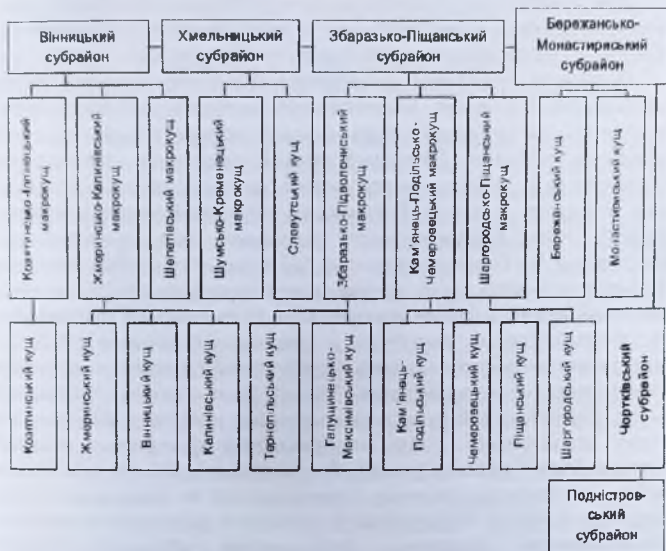 Вінницький
субрайон
Хмельницький
субрайон
Збаразько-Піщанський
субрайон
Бережансько-
Монастириський
субрайон
макрокущ
Жмеринсько-Калинівський
макрокущ
Шепетівський макрокущ
Шумсько-Кременецький
макрокущ
Славутський кущ
Збаразько-Підволочиський
макрокущ
Кам'янець-Подільсько-
Чемеровецький макрокущ
Шаргородсько-Піщанський
макрокущ
Бережанський кущ
Монастириський кущ
Козятинський кущ
Жмеринський кущ
Вінницький кущ
Калинівський кущ
Тернопільський кущ
Галущинецько-
Максимівський кущ
Кам'янець-
Подільський кущ
Чемеровецький кущ
Піщанський кущ
Шаргородський кущ
Чортківський
субрайон
Подністров-
ський
субрайон